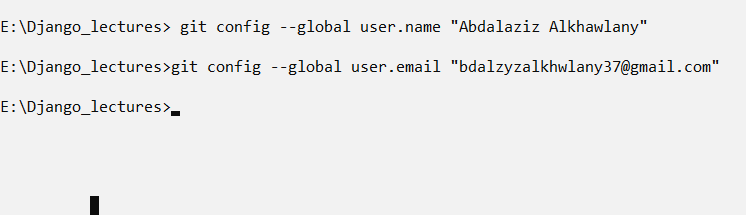 E:\Django_lectures> git config --global user.name "Abdalaziz Alkhawlany"
E:\Django_lectures>git config --global user.email "bdalzyzalkhwlany37@gmail.com"
E:\Django_lectures>